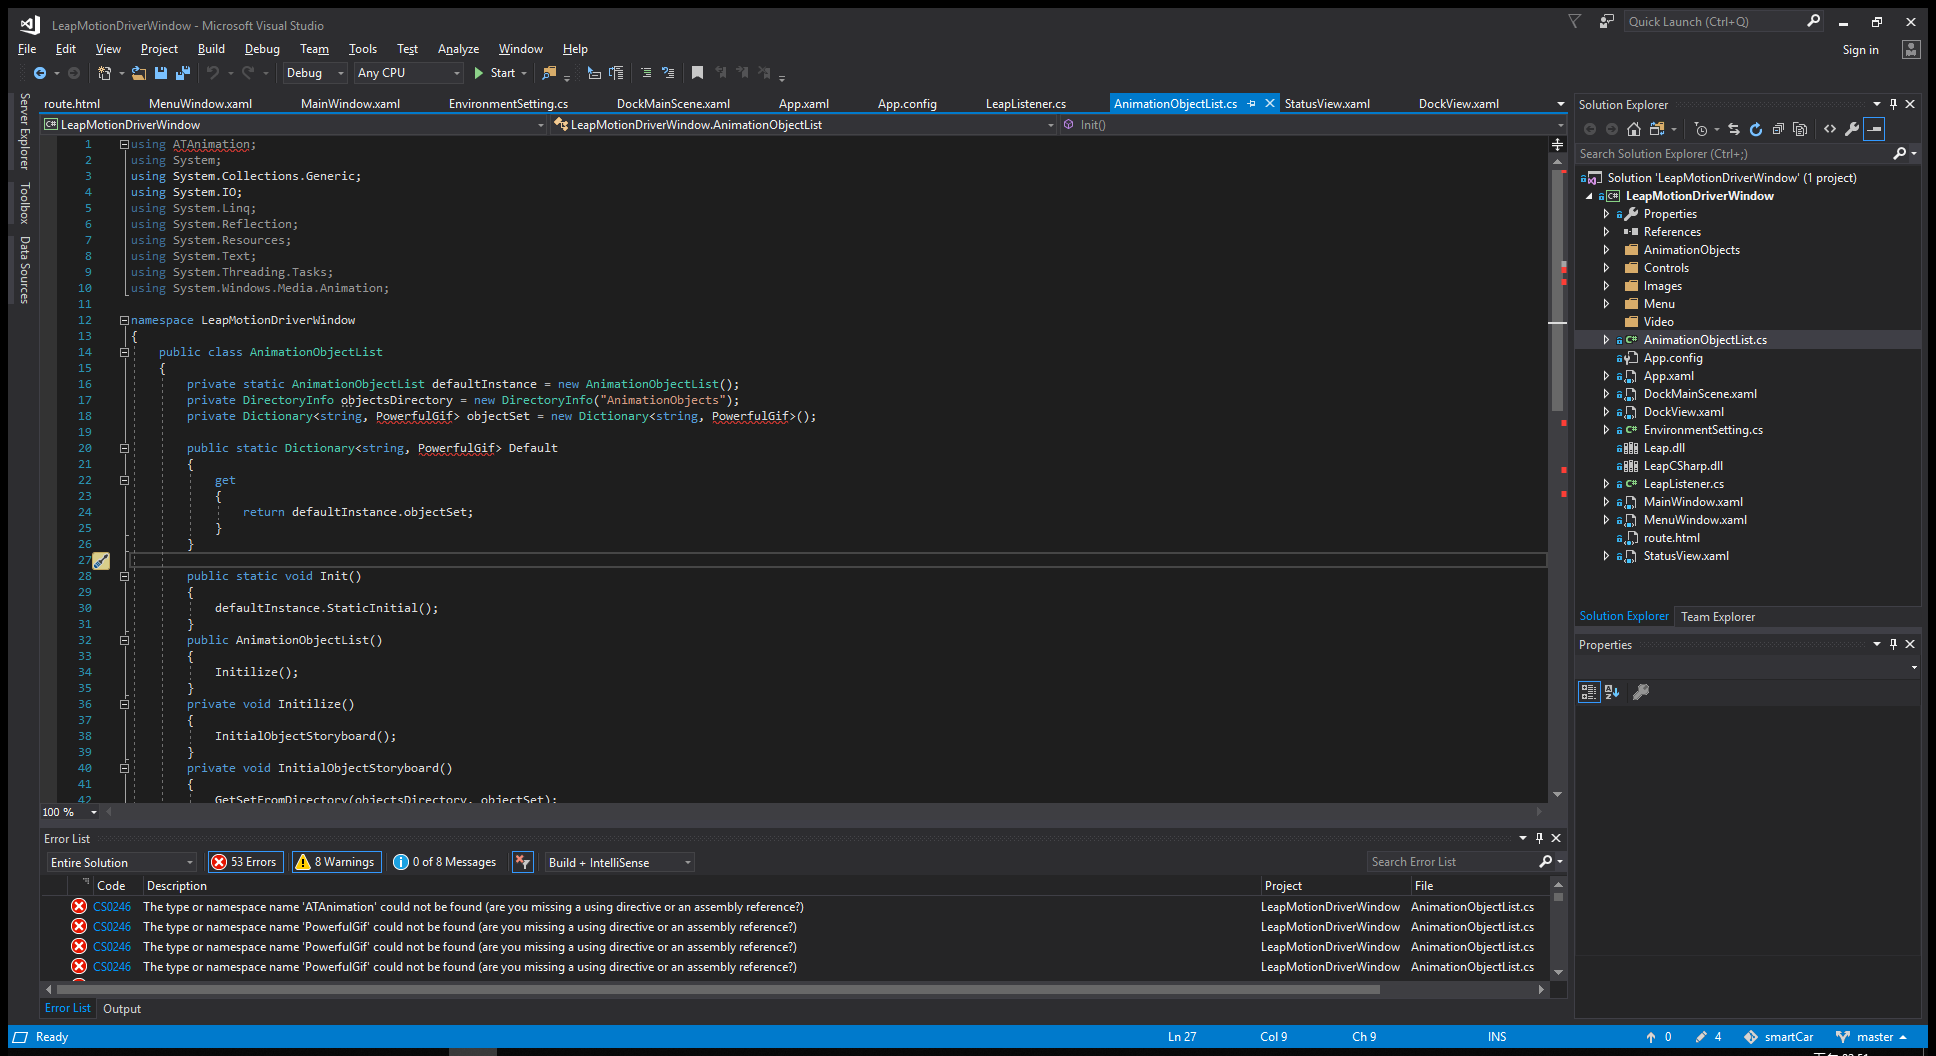 LeapMotionDriverWindow - Microsoft Visual Studio
Quick Launch (Ctrl+Q)
File Edit View Project Build Debug Team Tools Test Analyze Window Help
Sign in
Debug Any CPU Start
Server Explorer
Toolbox
Data Sources
route.html MenuWindow.xaml MainWindow.xaml EnvironmentSetting.cs DockMainScene.xaml App.xaml App.config LeapListener.cs AnimationObjectList.cs StatusView.xaml DockView.xaml
LeapMotionDriverWindow LeapMotionDriverWindow.AnimationObjectList Init()
1 using ATAnimation;
2 using System;
3 using System.Collections.Generic;
4 using System.IO;
5 using System.Linq;
6 using System.Reflection;
7 using System.Resources;
8 using System.Text;
9 using System.Threading.Tasks;
10 using System.Windows.Media.Animation;
11
12 namespace LeapMotionDriverWindow
13 {
14 public class AnimationObjectList
15 {
16 private static AnimationObjectList defaultInstance = new AnimationObjectList();
17 private DirectoryInfo objectsDirectory = new DirectoryInfo("AnimationObjects");
18 private Dictionary<string, PowerfulGif> objectSet = new Dictionary<string, PowerfulGif>();
19
20 public static Dictionary<string, PowerfulGif> Default
21 {
22 get
23 {
24 return defaultInstance.objectSet;
25 }
26 }
27
28 public static void Init()
29 {
30 defaultInstance.StaticInitial();
31 }
32 public AnimationObjectList()
33 {
34 Initilize();
35 }
36 private void Initilize()
37 {
38 InitialObjectStoryboard();
39 }
40 private void InitialObjectStoryboard()
41 {
42 GetSetFromDirectory(objectsDirectory, objectSet);
100 %
Error List
Entire Solution 53 Errors 8 Warnings 0 of 8 Messages Build + IntelliSense Search Error List
Code Description Project File
CS0246 The type or namespace name 'ATAnimation' could not be found (are you missing a using directive or an assembly reference?) LeapMotionDriverWindow AnimationObjectList.cs
CS0246 The type or namespace name 'PowerfulGif' could not be found (are you missing a using directive or an assembly reference?) LeapMotionDriverWindow AnimationObjectList.cs
CS0246 The type or namespace name 'PowerfulGif' could not be found (are you missing a using directive or an assembly reference?) LeapMotionDriverWindow AnimationObjectList.cs
CS0246 The type or namespace name 'PowerfulGif' could not be found (are you missing a using directive or an assembly reference?) LeapMotionDriverWindow AnimationObjectList.cs
Error List Output
Solution Explorer
Search Solution Explorer (Ctrl+;)
Solution 'LeapMotionDriverWindow' (1 project)
LeapMotionDriverWindow
Properties
References
AnimationObjects
Controls
Images
Menu
Video
AnimationObjectList.cs
App.config
App.xaml
DockMainScene.xaml
DockView.xaml
EnvironmentSetting.cs
Leap.dll
LeapCSharp.dll
LeapListener.cs
MainWindow.xaml
MenuWindow.xaml
route.html
StatusView.xaml
Solution Explorer Team Explorer
Properties
Ready Ln 27 Col 9 Ch 9 INS 0 4 smartCar master